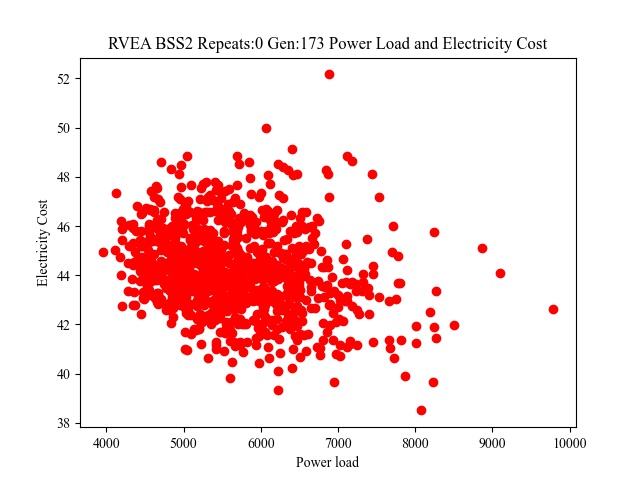 RVEA BSS2 Repeats:0 Gen:173 Power Load and Electricity Cost
52
50
48
46
44
42
40
38
Electricity Cost
4000 5000 6000 7000 8000 9000 10000
Power load